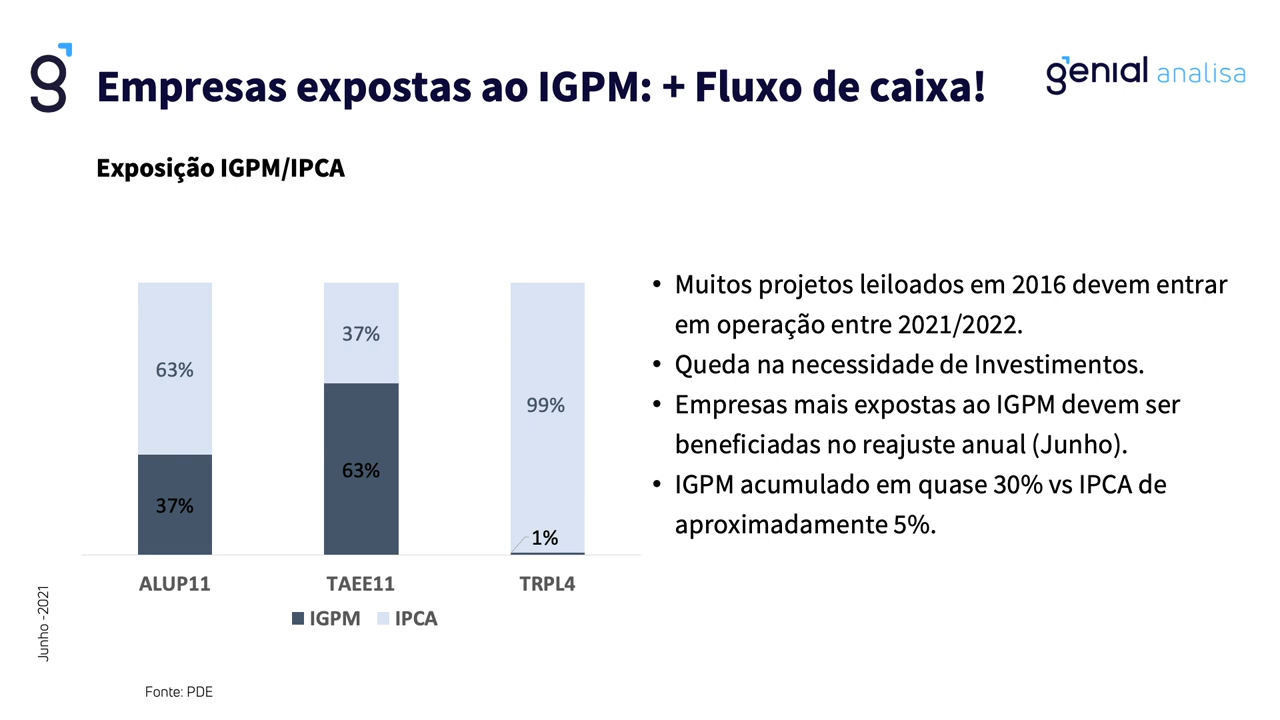 Empresas expostas ao IGPM: + Fluxo de caixa!
genial analisa
Exposição IGPM/IPCA
63%
37%
37%
63%
99%
1%
ALUP11
TAEE11
TRPL4
IGPM
IPCA
• Muitos projetos leiloados em 2016 devem entrar
em operação entre 2021/2022.
• Queda na necessidade de Investimentos.
• Empresas mais expostas ao IGPM devem ser
beneficiadas no reajuste anual (Junho).
• IGPM acumulado em quase 30% vs IPCA de
aproximadamente 5%.
Junho -2021
Fonte: PDE